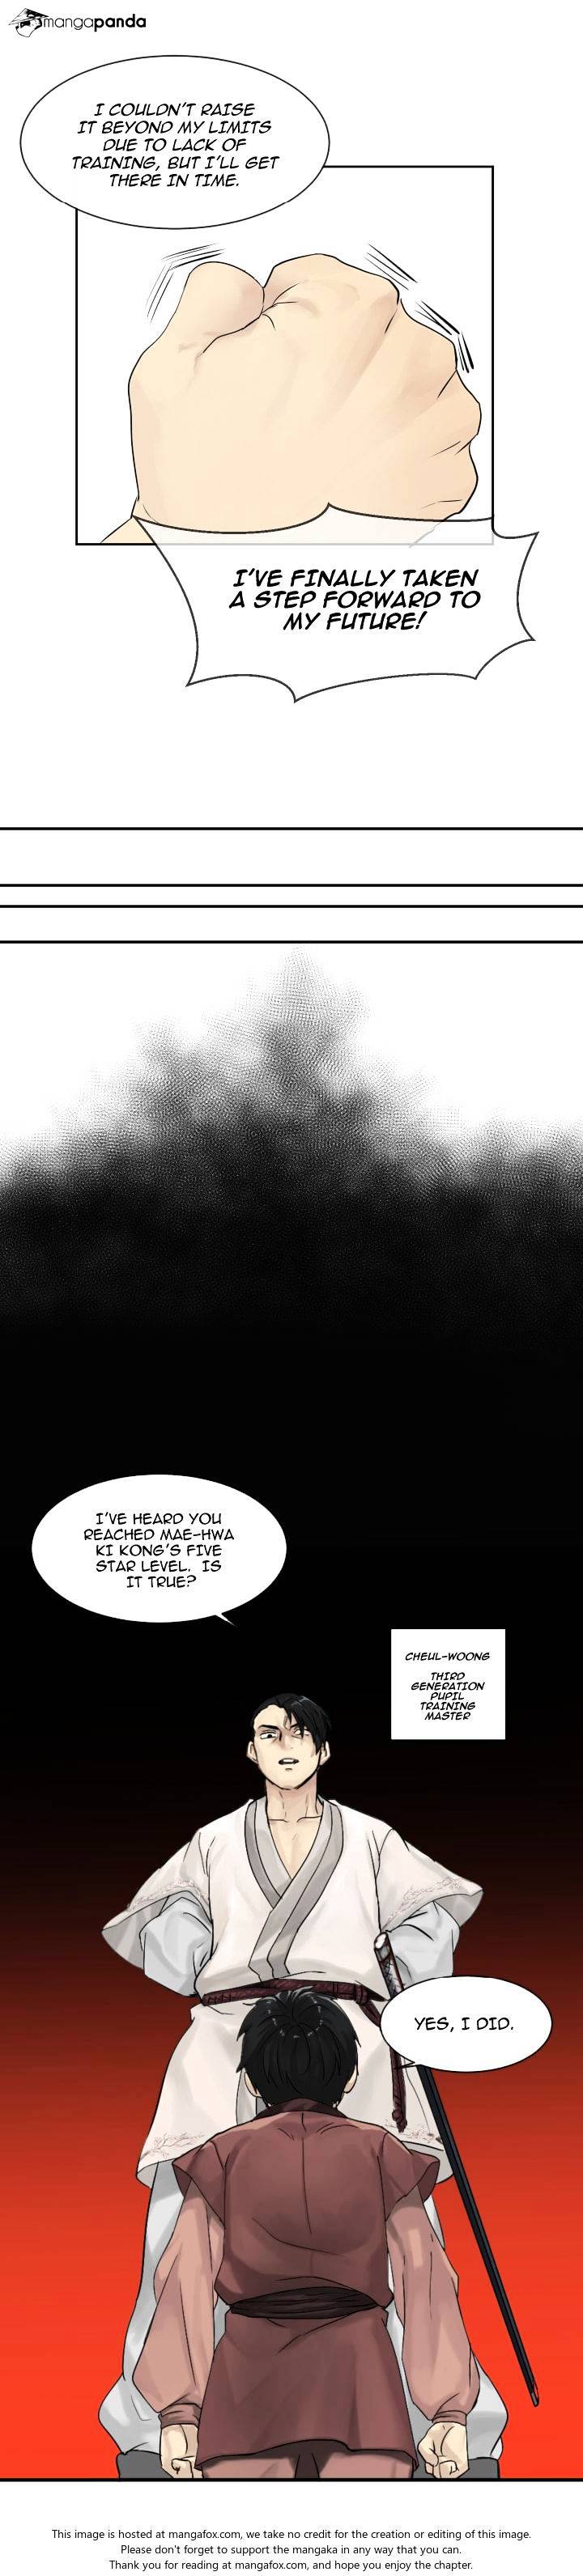 mangapanda
I COULDN'T RAISE
IT BEYOND MY LIMITS
DUE TO LACK OF
TRAINING, BUT I'LL GET
THERE IN TIME.
I'VE FINALLY TAKEN
A STEP FORWARD TO
MY FUTURE!
I'VE HEARD YOU
REACHED MAE-HWA
KI KONG'S FIVE
STAR LEVEL. IS
IT TRUE?
CHEUL-WOONG
THIRD
GENERATION
PUPIL
TRAINING
MASTER
YES, I DID.
This image is hosted at mangafox.com, we take no credit for the creation or editing of this image.
Please don't forget to support the mangaka in any way that you can.
Thank you for reading at mangafox.com, and hope you enjoy the chapter.